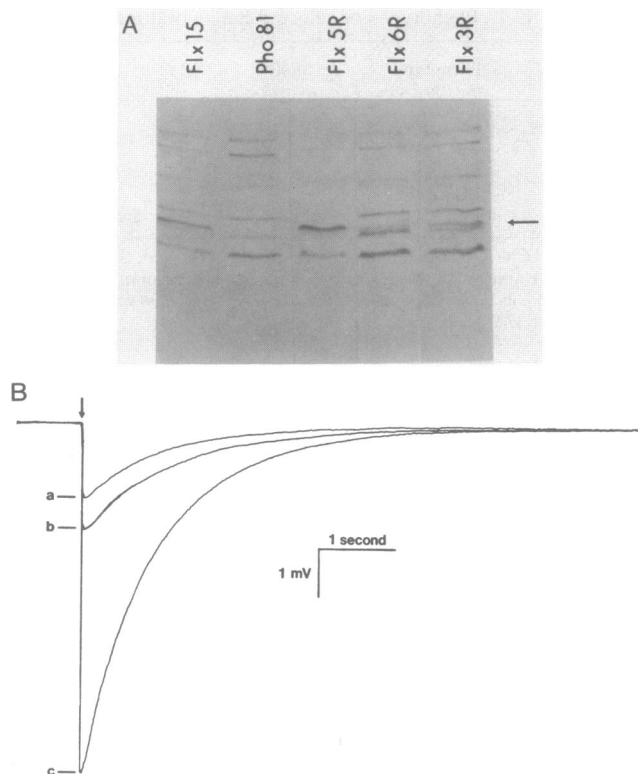 A
Flx 15
Pho 81
Flx 5R
Flx 6R
Flx 3R
B
a
b
1 second
1 mV
c